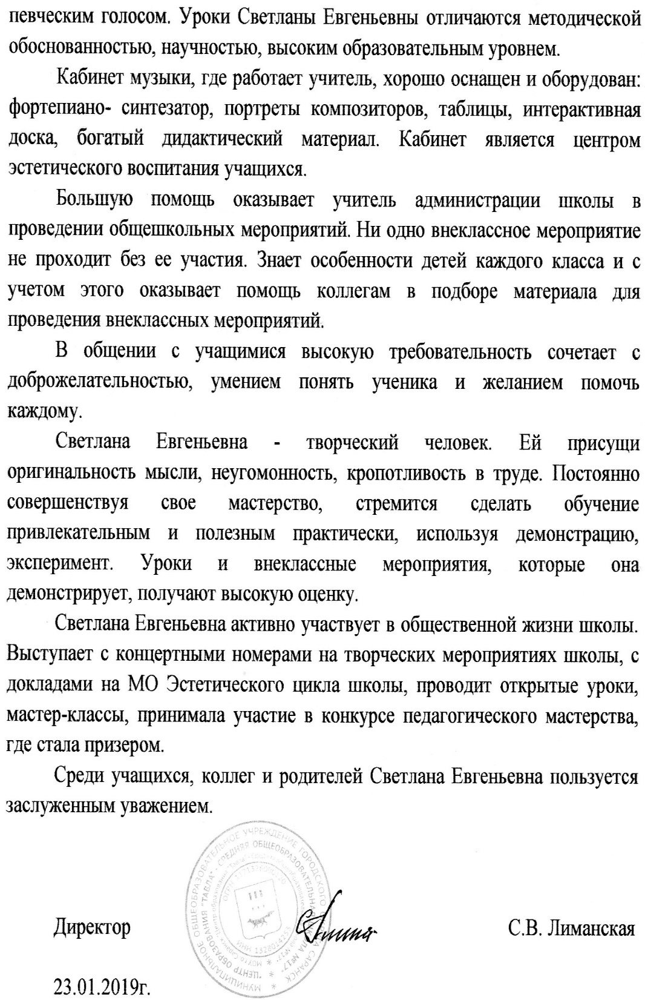 певческим голосом. Уроки Светланы Евгеньевны отличаются методической
обоснованностью, научностью, высоким образовательным уровнем.
Кабинет музыки, где работает учитель, хорошо оснащен и оборудован:
фортепиано- синтезатор, портреты композиторов, таблицы, интерактивная
доска, богатый дидактический материал. Кабинет является центром
эстетического воспитания учащихся.
Большую помощь оказывает учитель администрации школы в
проведении общешкольных мероприятий. Ни одно внеклассное мероприятие
не проходит без ее участия. Знает особенности детей каждого класса и с
учетом этого оказывает помощь коллегам в подборе материала для
проведения внеклассных мероприятий.
В общении с учащимися высокую требовательность сочетает с
доброжелательностью, умением понять ученика и желанием помочь
каждому.
Светлана Евгеньевна - творческий человек. Ей присущи
оригинальность мысли, неугомонность, кропотливость в труде. Постоянно
совершенствуя свое мастерство, стремится сделать обучение
привлекательным и полезным практически, используя демонстрацию,
эксперимент. Уроки и внеклассные мероприятия, которые она
демонстрирует, получают высокую оценку.
Светлана Евгеньевна активно участвует в общественной жизни школы.
Выступает с концертными номерами на творческих мероприятиях школы, с
докладами на МО Эстетического цикла школы, проводит открытые уроки,
мастер-классы, принимала участие в конкурсе педагогического мастерства,
где стала призером.
Среди учащихся, коллег и родителей Светлана Евгеньевна пользуется
заслуженным уважением.
МУНИЦИПАЛЬНОЕ ОБЩЕОБРАЗОВАТЕЛЬНОЕ УЧРЕЖДЕНИЕ ГОРОДСКОГО ОКРУГА САРАНСК
"ЦЕНТР ОБРАЗОВАНИЯ "ТАВЛА" - СРЕДНЯЯ ОБЩЕОБРАЗОВАТЕЛЬНАЯ ШКОЛА №17"
ОГРН
ИНН 1328014253
Директор
С.В. Лиманская
23.01.2019г.